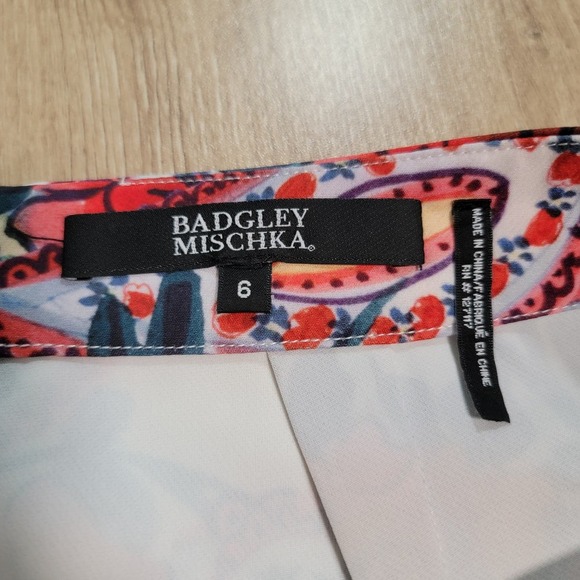 BADGLEY
MISCHKA®
6
MADE IN CHINA/FABRIQUÉ EN CHINE
RN # 127117